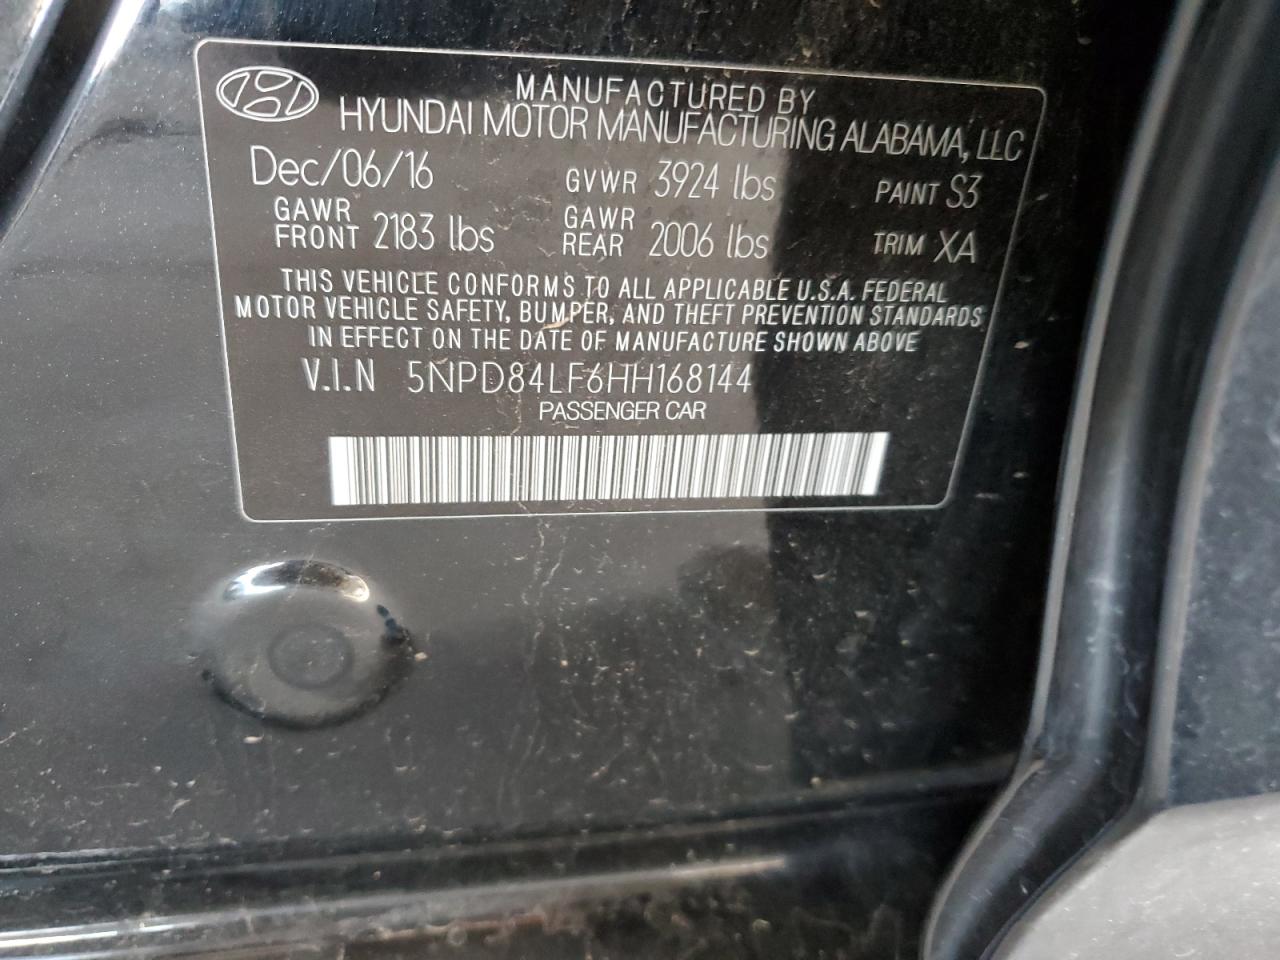 MANUFACTURED BY
HYUNDAI MOTOR MANUFACTURING ALABAMA, LLC
Dec/06/16 GVWR 3924 lbs PAINT S3
GAWR FRONT 2183 lbs GAWR REAR 2006 lbs TRIM XA
THIS VEHICLE CONFORMS TO ALL APPLICABLE U.S.A. FEDERAL
MOTOR VEHICLE SAFETY, BUMPER, AND THEFT PREVENTION STANDARDS
IN EFFECT ON THE DATE OF MANUFACTURE SHOWN ABOVE
V.I.N 5NPD84LF6HH168144
PASSENGER CAR